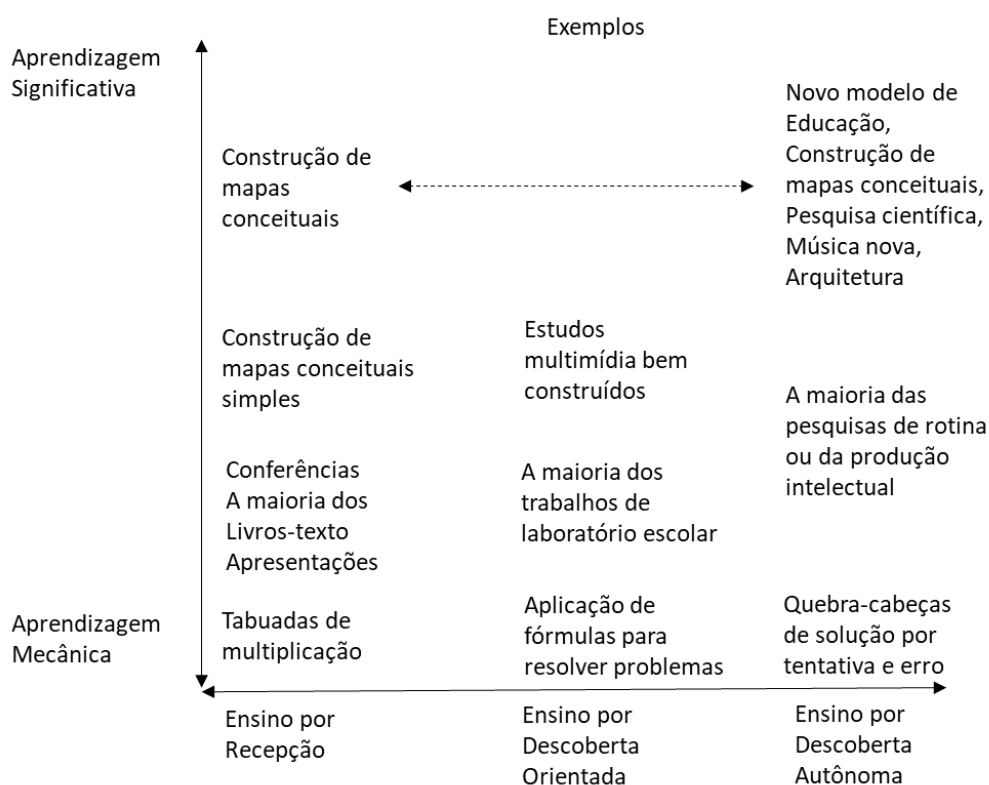 Exemplos
Aprendizagem
Significativa
Construção de
mapas
conceituais
Novo modelo de
Educação,
Construção de
mapas conceituais,
Pesquisa científica,
Música nova,
Arquitetura
Construção de
mapas conceituais
simples
Estudos
multimídia bem
construídos
A maioria das
pesquisas de rotina
ou da produção
intelectual
Conferências
A maioria dos
Livros-texto
Apresentações
A maioria dos
trabalhos de
laboratório escolar
Aprendizagem
Mecânica
Tabuadas de
multiplicação
Aplicação de
fórmulas para
resolver problemas
Quebra-cabeças
de solução por
tentativa e erro
Ensino por
Recepção
Ensino por
Descoberta
Orientada
Ensino por
Descoberta
Autônoma